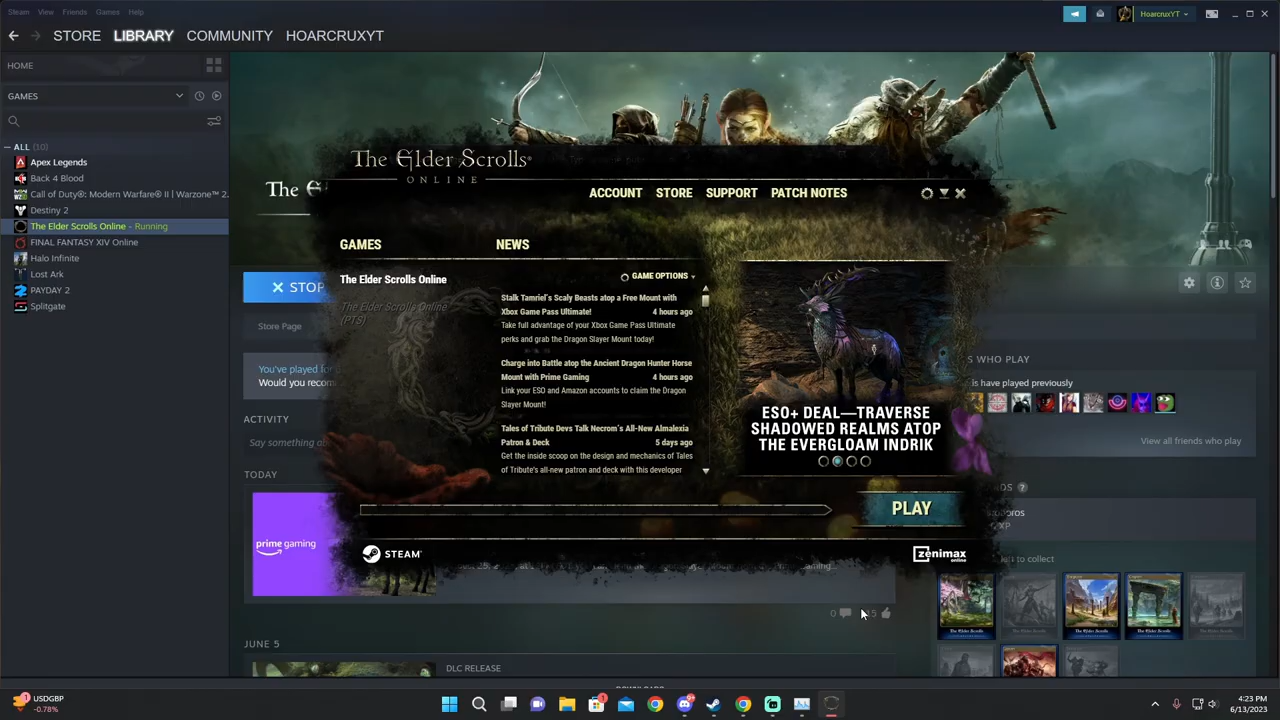 Steam View Friends Games Help
HoarcruxYT
STORE LIBRARY COMMUNITY HOARCRUXYT
HOME
GAMES
ALL (10)
Apex Legends
Back 4 Blood
Call of Duty®: Modern Warfare® II | Warzone™ 2.
Destiny 2
The Elder Scrolls Online - Running
FINAL FANTASY XIV Online
Halo Infinite
Lost Ark
PAYDAY 2
Splitgate
The E
STOP
Store Page
You've played for
Would you recom
ACTIVITY
Say something ab
TODAY
prime gaming
JUNE 5
DLC RELEASE
The Elder Scrolls®
ONLINE
ACCOUNT STORE SUPPORT PATCH NOTES
GAMES
NEWS
The Elder Scrolls Online
The Elder Scrolls Online
(PTS)
GAME OPTIONS
Stalk Tamriel's Scaly Beasts atop a Free Mount with
Xbox Game Pass Ultimate! 4 hours ago
Take full advantage of your Xbox Game Pass Ultimate
perks and grab the Dragon Slayer Mount today!
Charge into Battle atop the Ancient Dragon Hunter Horse
Mount with Prime Gaming 4 hours ago
Link your ESO and Amazon accounts to claim the Dragon
Slayer Mount!
Tales of Tribute Devs Talk Necrom's All-New Almalexia
Patron & Deck 5 days ago
Get the inside scoop on the design and mechanics of Tales
of Tribute's all-new patron and deck with this developer
ESO+ DEAL—TRAVERSE
SHADOWED REALMS ATOP
THE EVERGLOAM INDRIK
PLAY
STEAM®
zenimax
online
S WHO PLAY
is have played previously
View all friends who play
DS ?
XP
to collect
0
15
USDGBP
-0.78%
1
9+
4:23 PM
6/13/2023